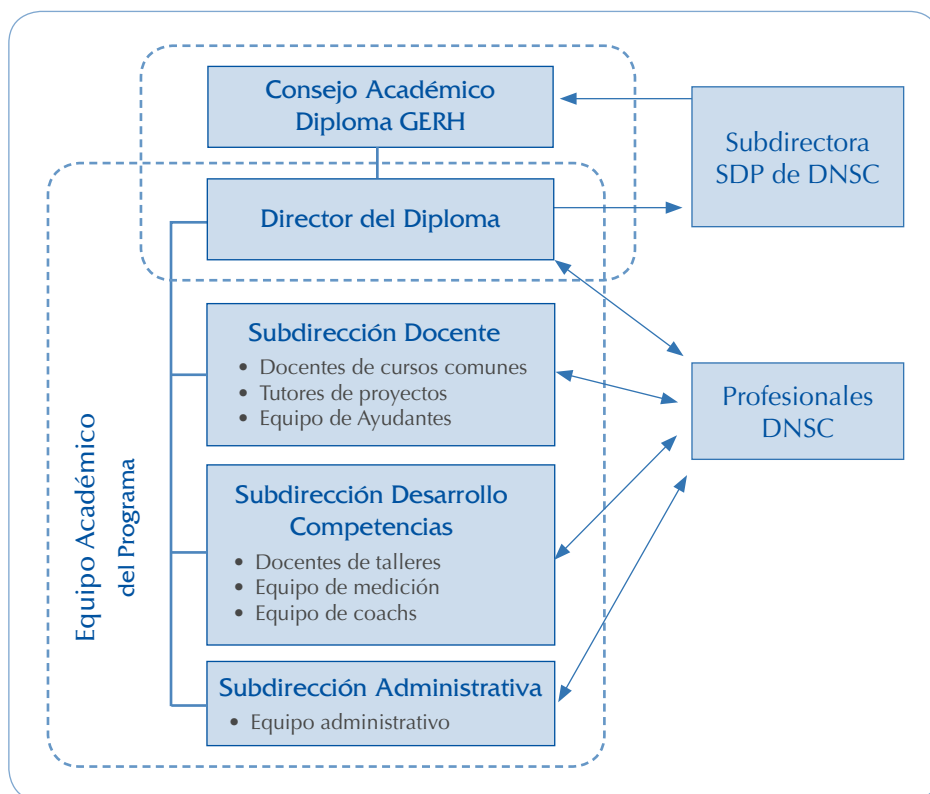 Consejo Académico
Diploma GERH
Subdirectora
SDP de DNSC
Director del Diploma
Subdirección Docente
• Docentes de cursos comunes
• Tutores de proyectos
• Equipo de Ayudantes
Profesionales
DNSC
Subdirección Desarrollo
Competencias
• Docentes de talleres
• Equipo de medición
• Equipo de coachs
Subdirección Administrativa
• Equipo administrativo
Equipo Académico
del Programa